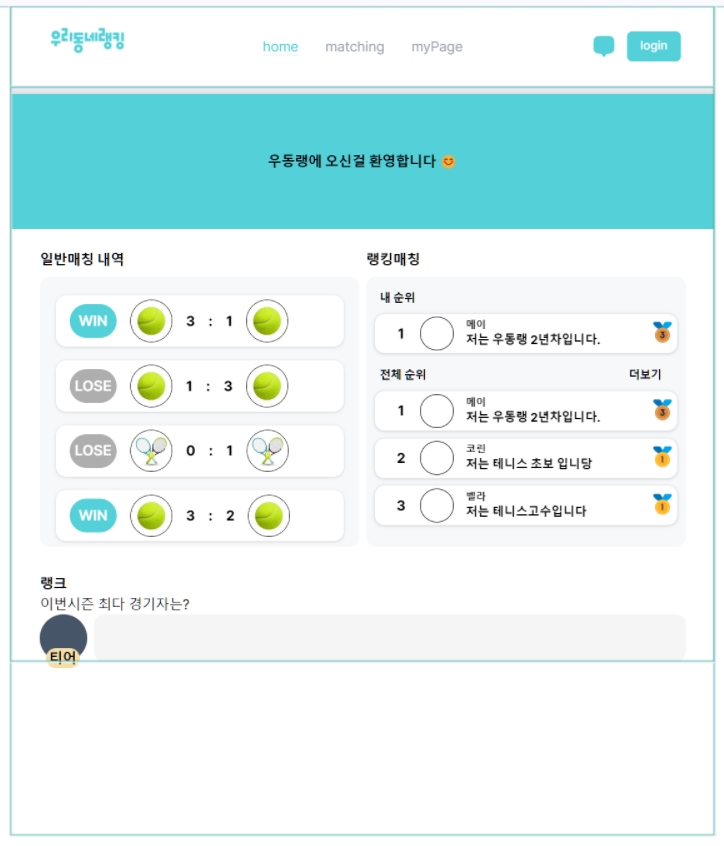 우리동네랭킹
home matching myPage login
우동랭에 오신걸 환영합니다 😊
일반매칭 내역
WIN 3 : 1
LOSE 1 : 3
LOSE 0 : 1
WIN 3 : 2
랭킹매칭
내 순위
1 메이
저는 우동랭 2년차입니다. 3
전체 순위 더보기
1 메이
저는 우동랭 2년차입니다. 3
2 코린
저는 테니스 초보 입니당 1
3 벨라
저는 테니스고수입니다 1
랭크
이번시즌 최다 경기자는?
티어